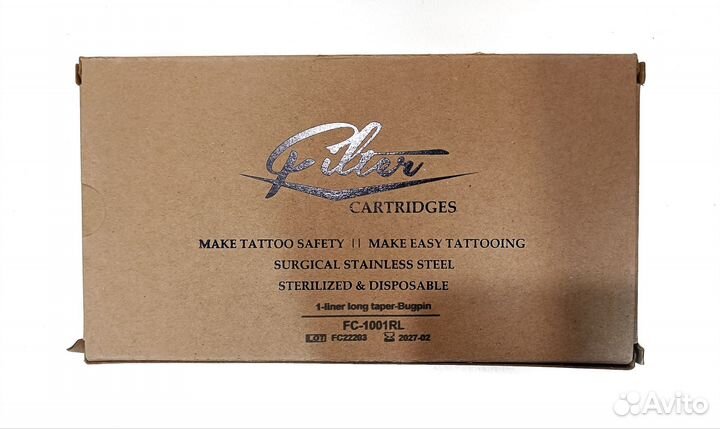 Filter
CARTRIDGES
MAKE TATTOO SAFETY || MAKE EASY TATTOOING
SURGICAL STAINLESS STEEL
STERILIZED & DISPOSABLE
1-liner long taper-Bugpin
FC-1001RL
LOT FC22203 2027-02
Avito